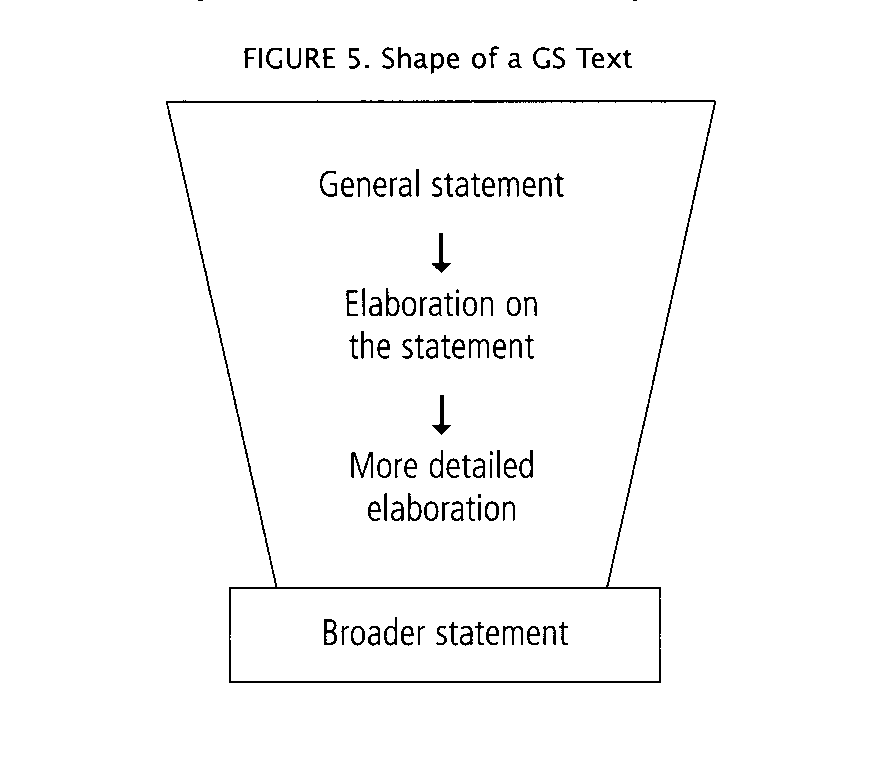 FIGURE 5. Shape of a GS Text
General statement
Elaboration on
the statement
More detailed
elaboration
Broader statement